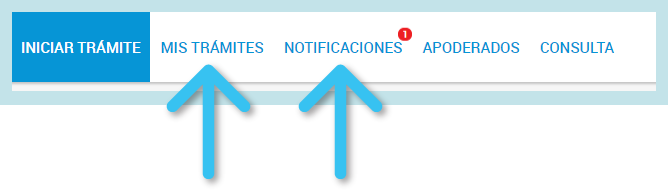 INICIAR TRÁMITE MIS TRÁMITES NOTIFICACIONES 1 APODERADOS CONSULTA